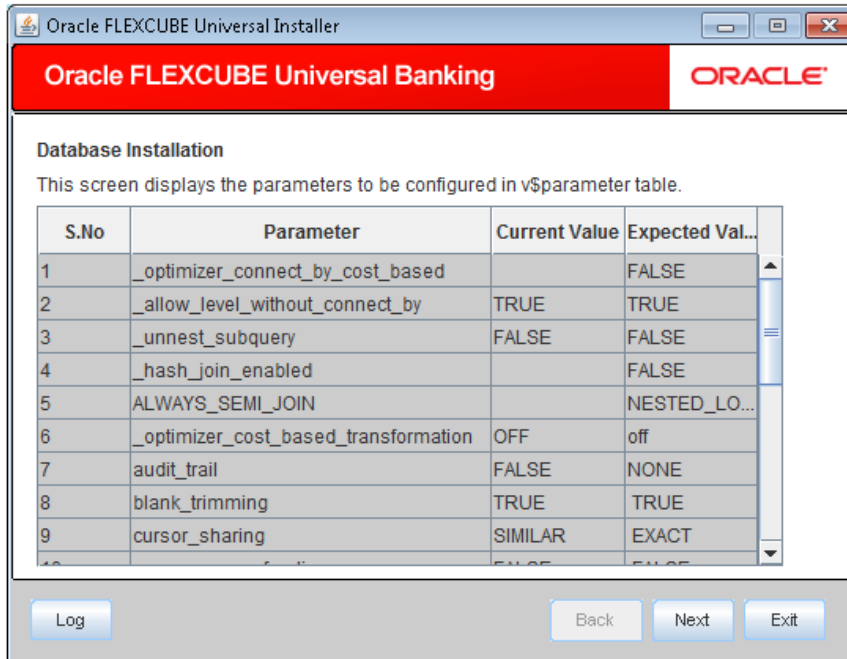 Oracle FLEXCUBE Universal Installer
Oracle FLEXCUBE Universal Banking
ORACLE
Database Installation
This screen displays the parameters to be configured in v$parameter table.
S.No Parameter Current Value Expected Val...
1 _optimizer_connect_by_cost_based FALSE
2 _allow_level_without_connect_by TRUE TRUE
3 _unnest_subquery FALSE FALSE
4 _hash_join_enabled FALSE
5 ALWAYS_SEMI_JOIN NESTED_LO...
6 _optimizer_cost_based_transformation OFF off
7 audit_trail FALSE NONE
8 blank_trimming TRUE TRUE
9 cursor_sharing SIMILAR EXACT
Log Back Next Exit